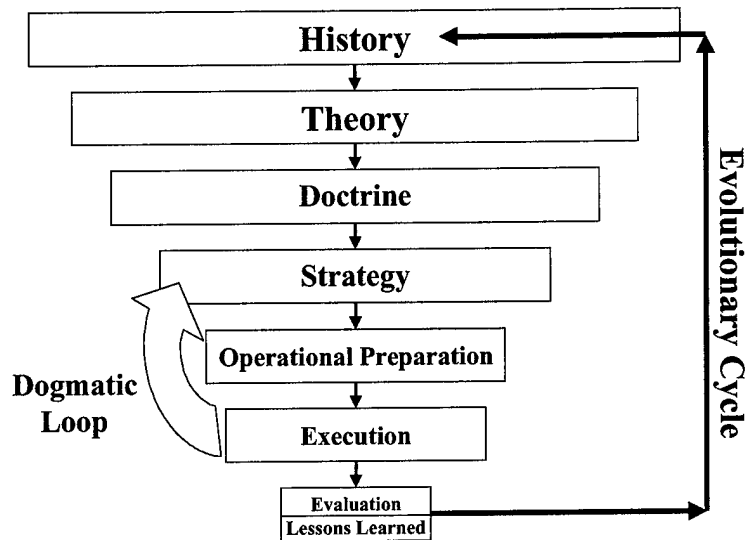 History
Theory
Doctrine
Strategy
Operational Preparation
Dogmatic
Loop
Execution
Evaluation
Lessons Learned
Evolutionary Cycle